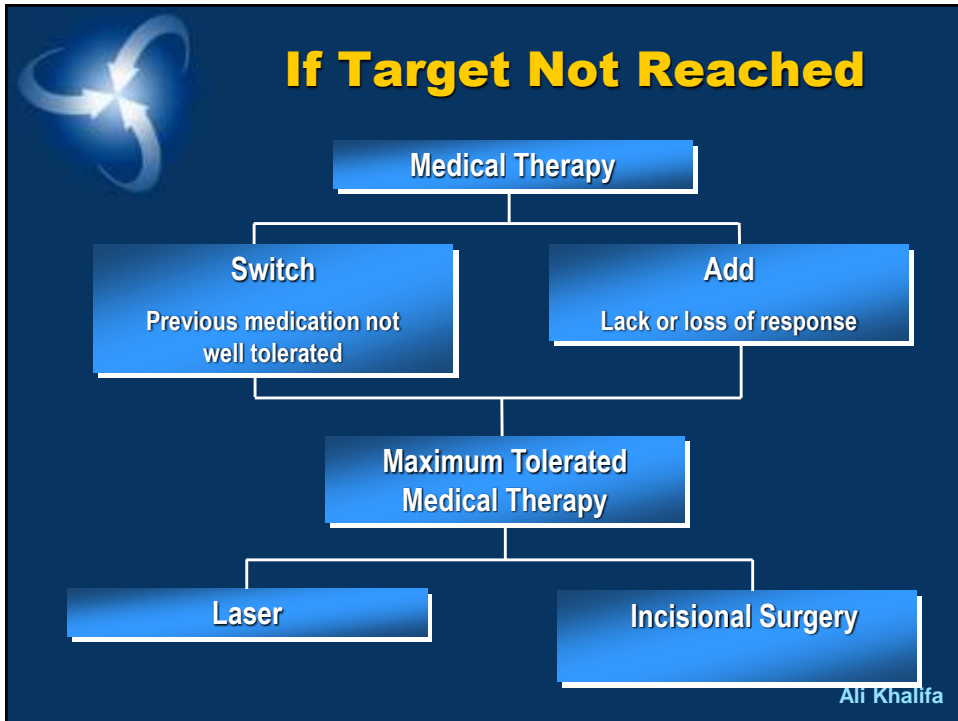 If Target Not Reached
Medical Therapy
Switch
Previous medication not
well tolerated
Add
Lack or loss of response
Maximum Tolerated
Medical Therapy
Laser
Incisional Surgery
Ali Khalifa